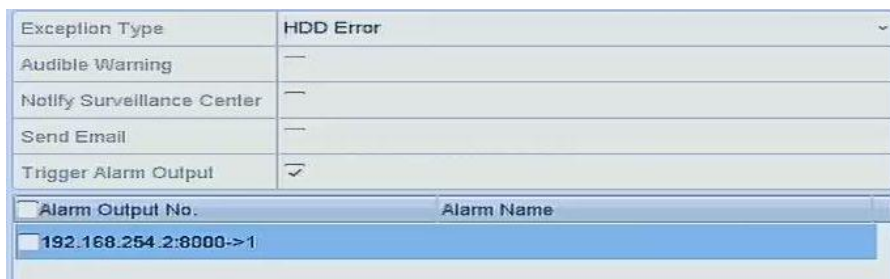 Exception Type HDD Error
Audible Warning
Notify Surveillance Center
Send Email
Trigger Alarm Output
Alarm Output No. Alarm Name
192.168.254.2:8000->1